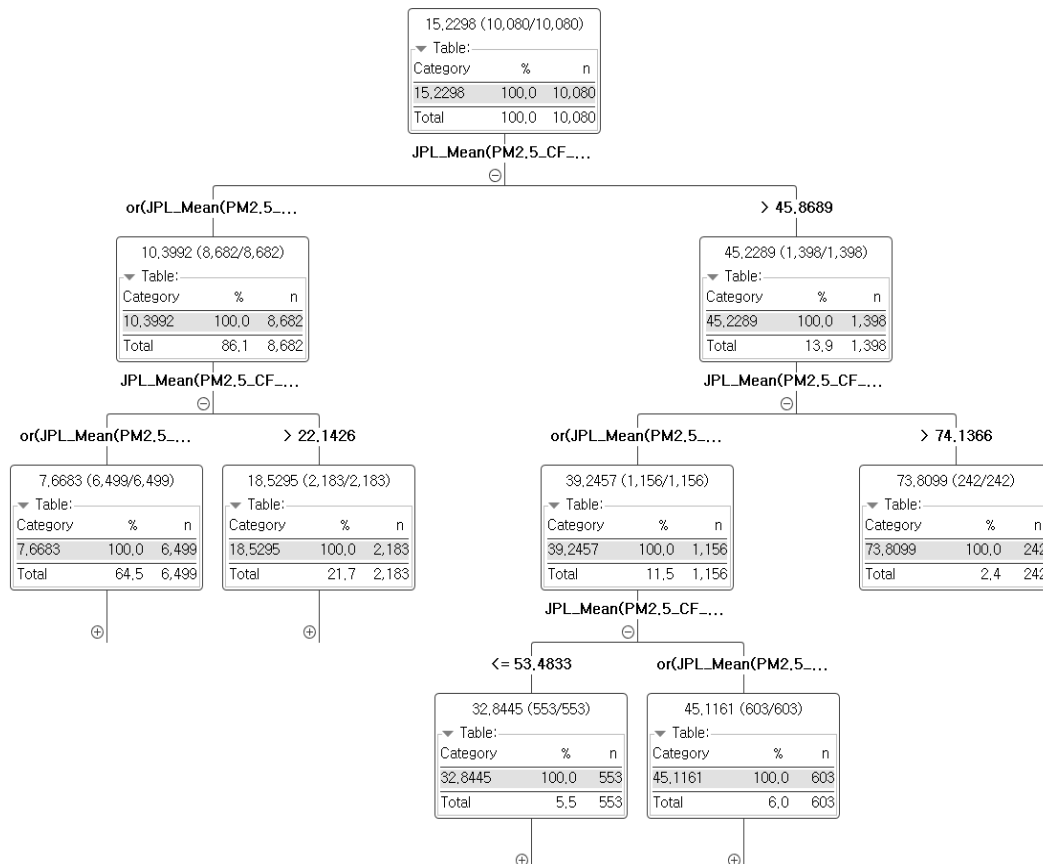 15,2298 (10,080/10,080)
Table:
Category % n
15,2298 100,0 10,080
Total 100,0 10,080
JPL_Mean(PM2,5_CF_...
or(JPL_Mean(PM2,5_...
> 45,8689
10,3992 (8,682/8,682)
Table:
Category % n
10,3992 100,0 8,682
Total 86,1 8,682
JPL_Mean(PM2,5_CF_...
45,2289 (1,398/1,398)
Table:
Category % n
45,2289 100,0 1,398
Total 13,9 1,398
JPL_Mean(PM2,5_CF_...
or(JPL_Mean(PM2,5_...
> 22,1426
or(JPL_Mean(PM2,5_...
> 74,1366
7,6683 (6,499/6,499)
Table:
Category % n
7,6683 100,0 6,499
Total 64,5 6,499
18,5295 (2,183/2,183)
Table:
Category % n
18,5295 100,0 2,183
Total 21,7 2,183
39,2457 (1,156/1,156)
Table:
Category % n
39,2457 100,0 1,156
Total 11,5 1,156
JPL_Mean(PM2,5_CF_...
73,8099 (242/242)
Table:
Category % n
73,8099 100,0 242
Total 2,4 242
<= 53,4833
or(JPL_Mean(PM2,5_...
32,8445 (553/553)
Table:
Category % n
32,8445 100,0 553
Total 5,5 553
45,1161 (603/603)
Table:
Category % n
45,1161 100,0 603
Total 6,0 603